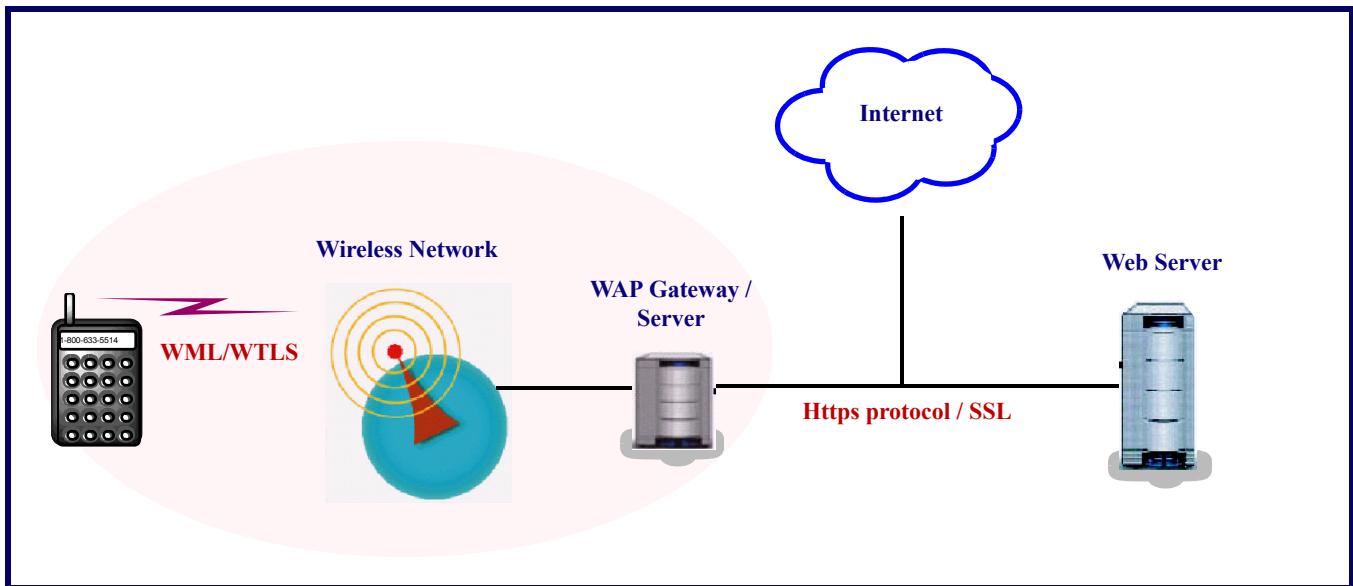 Internet
Wireless Network
Web Server
WAP Gateway /
Server
1-800-633-5514
WML/WTLS
Https protocol / SSL